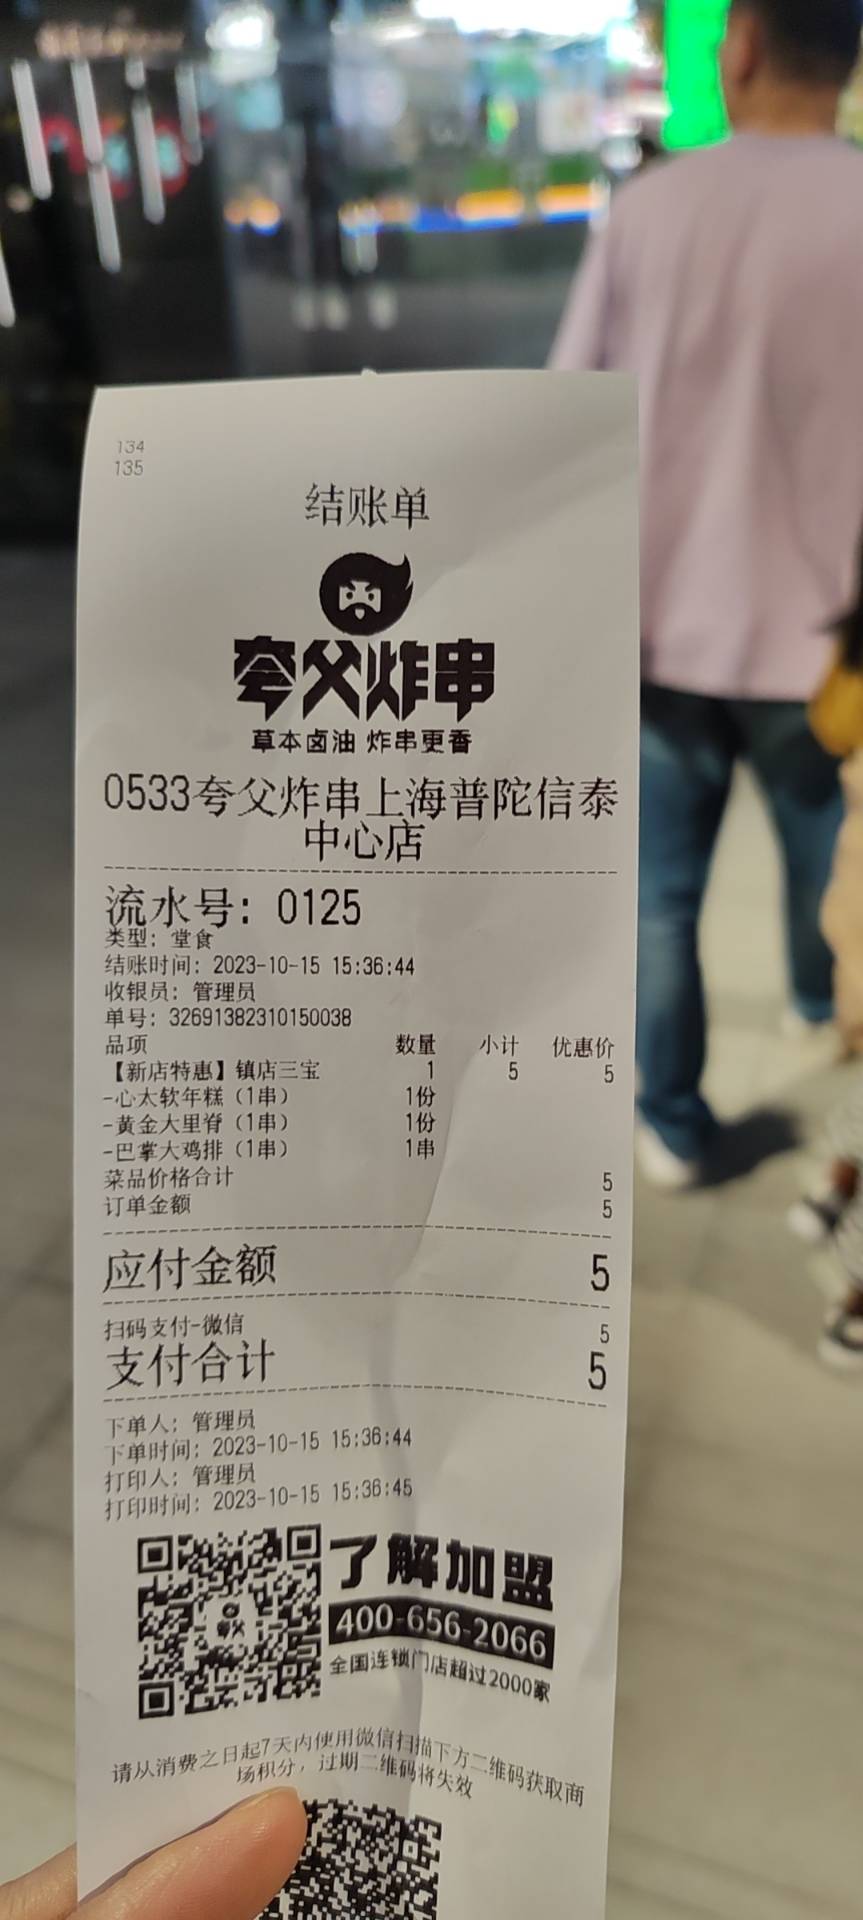 134
135
结账单
夸父炸串
草本卤油 炸串更香
0533夸父炸串上海普陀信泰
中心店
流水号: 0125
类型: 堂食
结账时间: 2023-10-15 15:36:44
收银员: 管理员
单号: 32691382310150038
品项 数量 小计 优惠价
【新店特惠】镇店三宝 1 5 5
-心太软年糕（1串） 1份
-黄金大里脊（1串） 1份
-巴掌大鸡排（1串） 1串
菜品价格合计 5
订单金额 5
应付金额 5
扫码支付-微信 5
支付合计 5
下单人: 管理员
下单时间: 2023-10-15 15:36:44
打印人: 管理员
打印时间: 2023-10-15 15:36:45
夸父
了解加盟
400-656-2066
全国连锁门店超过2000家
请从消费之日起7天内使用微信扫描下方二维码获取商
场积分，过期二维码将失效